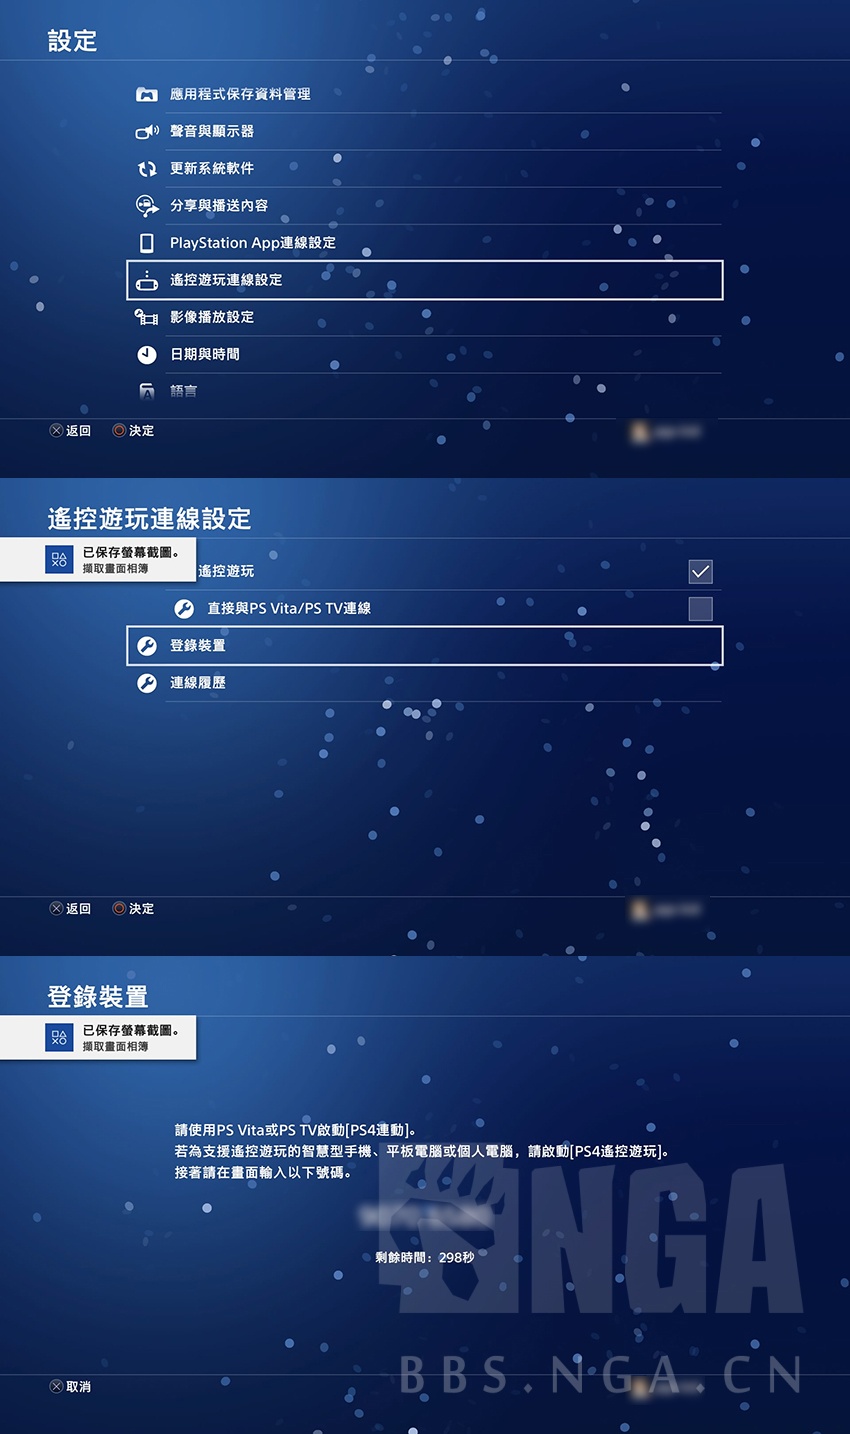 設定
應用程式保存資料管理
聲音與顯示器
更新系統軟件
分享與播送內容
PlayStation App連線設定
遙控遊玩連線設定
影像播放設定
日期與時間
語言
返回 決定
遙控遊玩連線設定
已保存螢幕截圖。
擷取畫面相簿
遙控遊玩
直接與PS Vita/PS TV連線
登錄裝置
連線履歷
返回 決定
登錄裝置
已保存螢幕截圖。
擷取畫面相簿
請使用PS Vita或PS TV啟動[PS4連動]。
若為支援遙控遊玩的智慧型手機、平板電腦或個人電腦，請啟動[PS4遙控遊玩]。
接著請在畫面輸入以下號碼。
剩餘時間：298秒
NGA
BBS.NGA.CN
取消